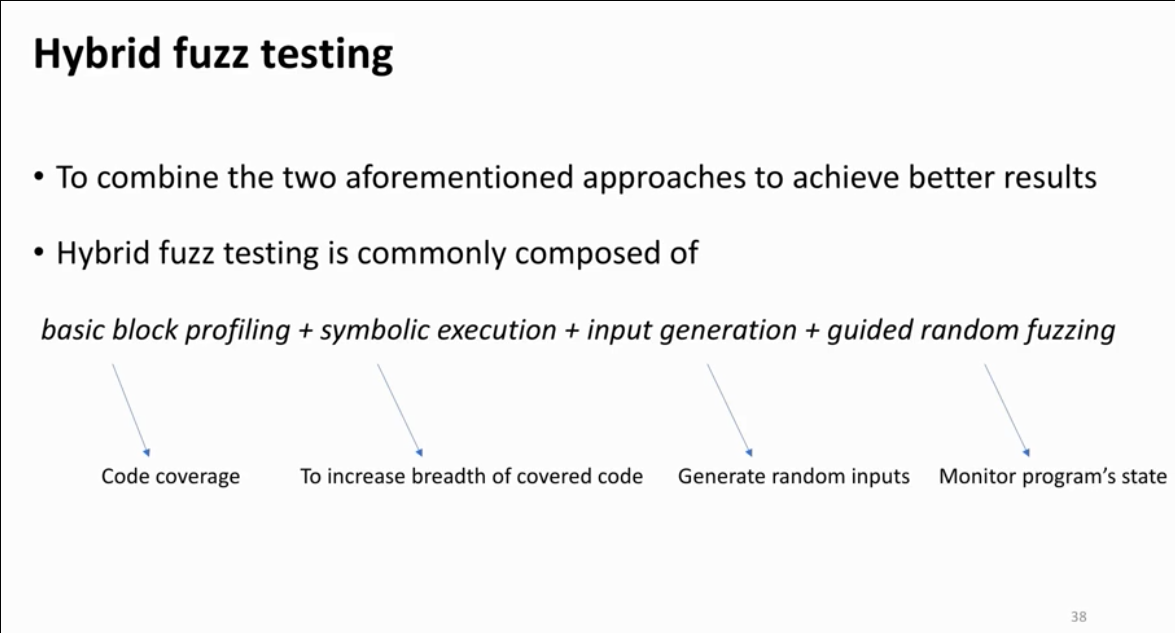 Hybrid fuzz testing
• To combine the two aforementioned approaches to achieve better results
• Hybrid fuzz testing is commonly composed of
basic block profiling + symbolic execution + input generation + guided random fuzzing
Code coverage To increase breadth of covered code Generate random inputs Monitor program’s state
38